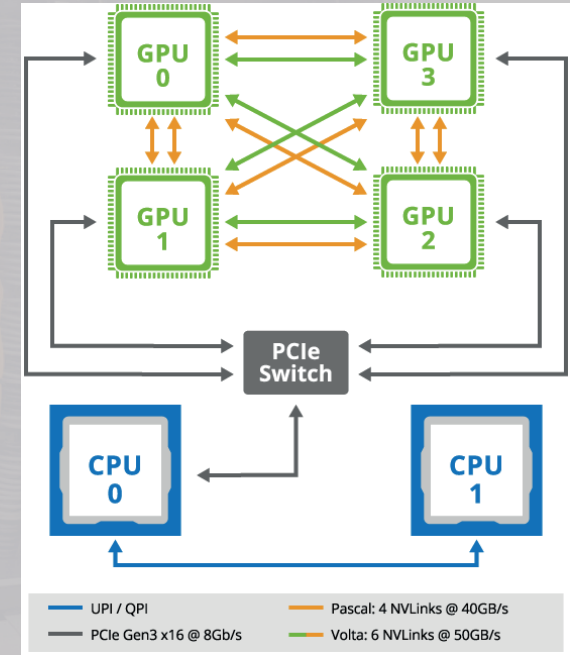 GPU
0
GPU
3
GPU
1
GPU
2
PCIe
Switch
CPU
0
CPU
1
UPI / QPI
Pascal: 4 NVLinks @ 40GB/s
PCIe Gen3 x16 @ 8Gb/s
Volta: 6 NVLinks @ 50GB/s